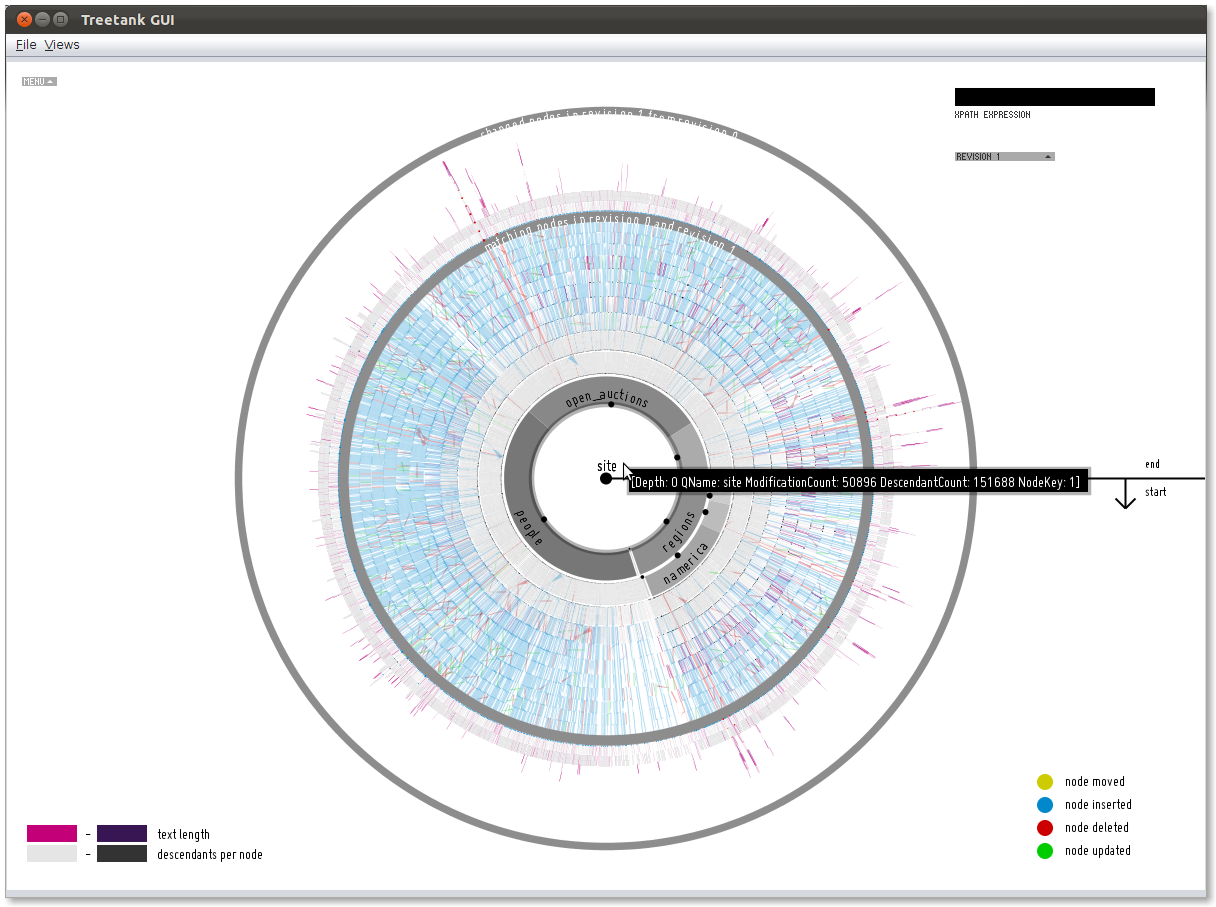 Treetank GUI
File Views
MENU
XPATH EXPRESSION
REVISION 1
changed nodes in revision 1 from revision 0
matching nodes in revision 0 and revision 1
open_auctions
site
[Depth: 0 QName: site ModificationCount: 50896 DescendantCount: 151688 NodeKey: 1]
end
start
people
regions
namerica
node moved
node inserted
node deleted
node updated
- text length
- descendants per node